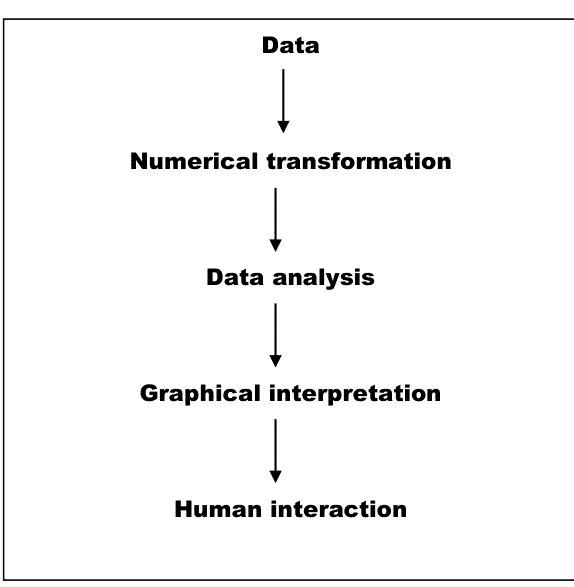 Data
Numerical transformation
Data analysis
Graphical interpretation
Human interaction